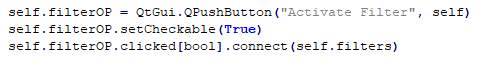 self.filterOP = QtGui.QPushButton("Activate Filter", self)
self.filterOP.setCheckable(True)
self.filterOP.clicked[bool].connect(self.filters)